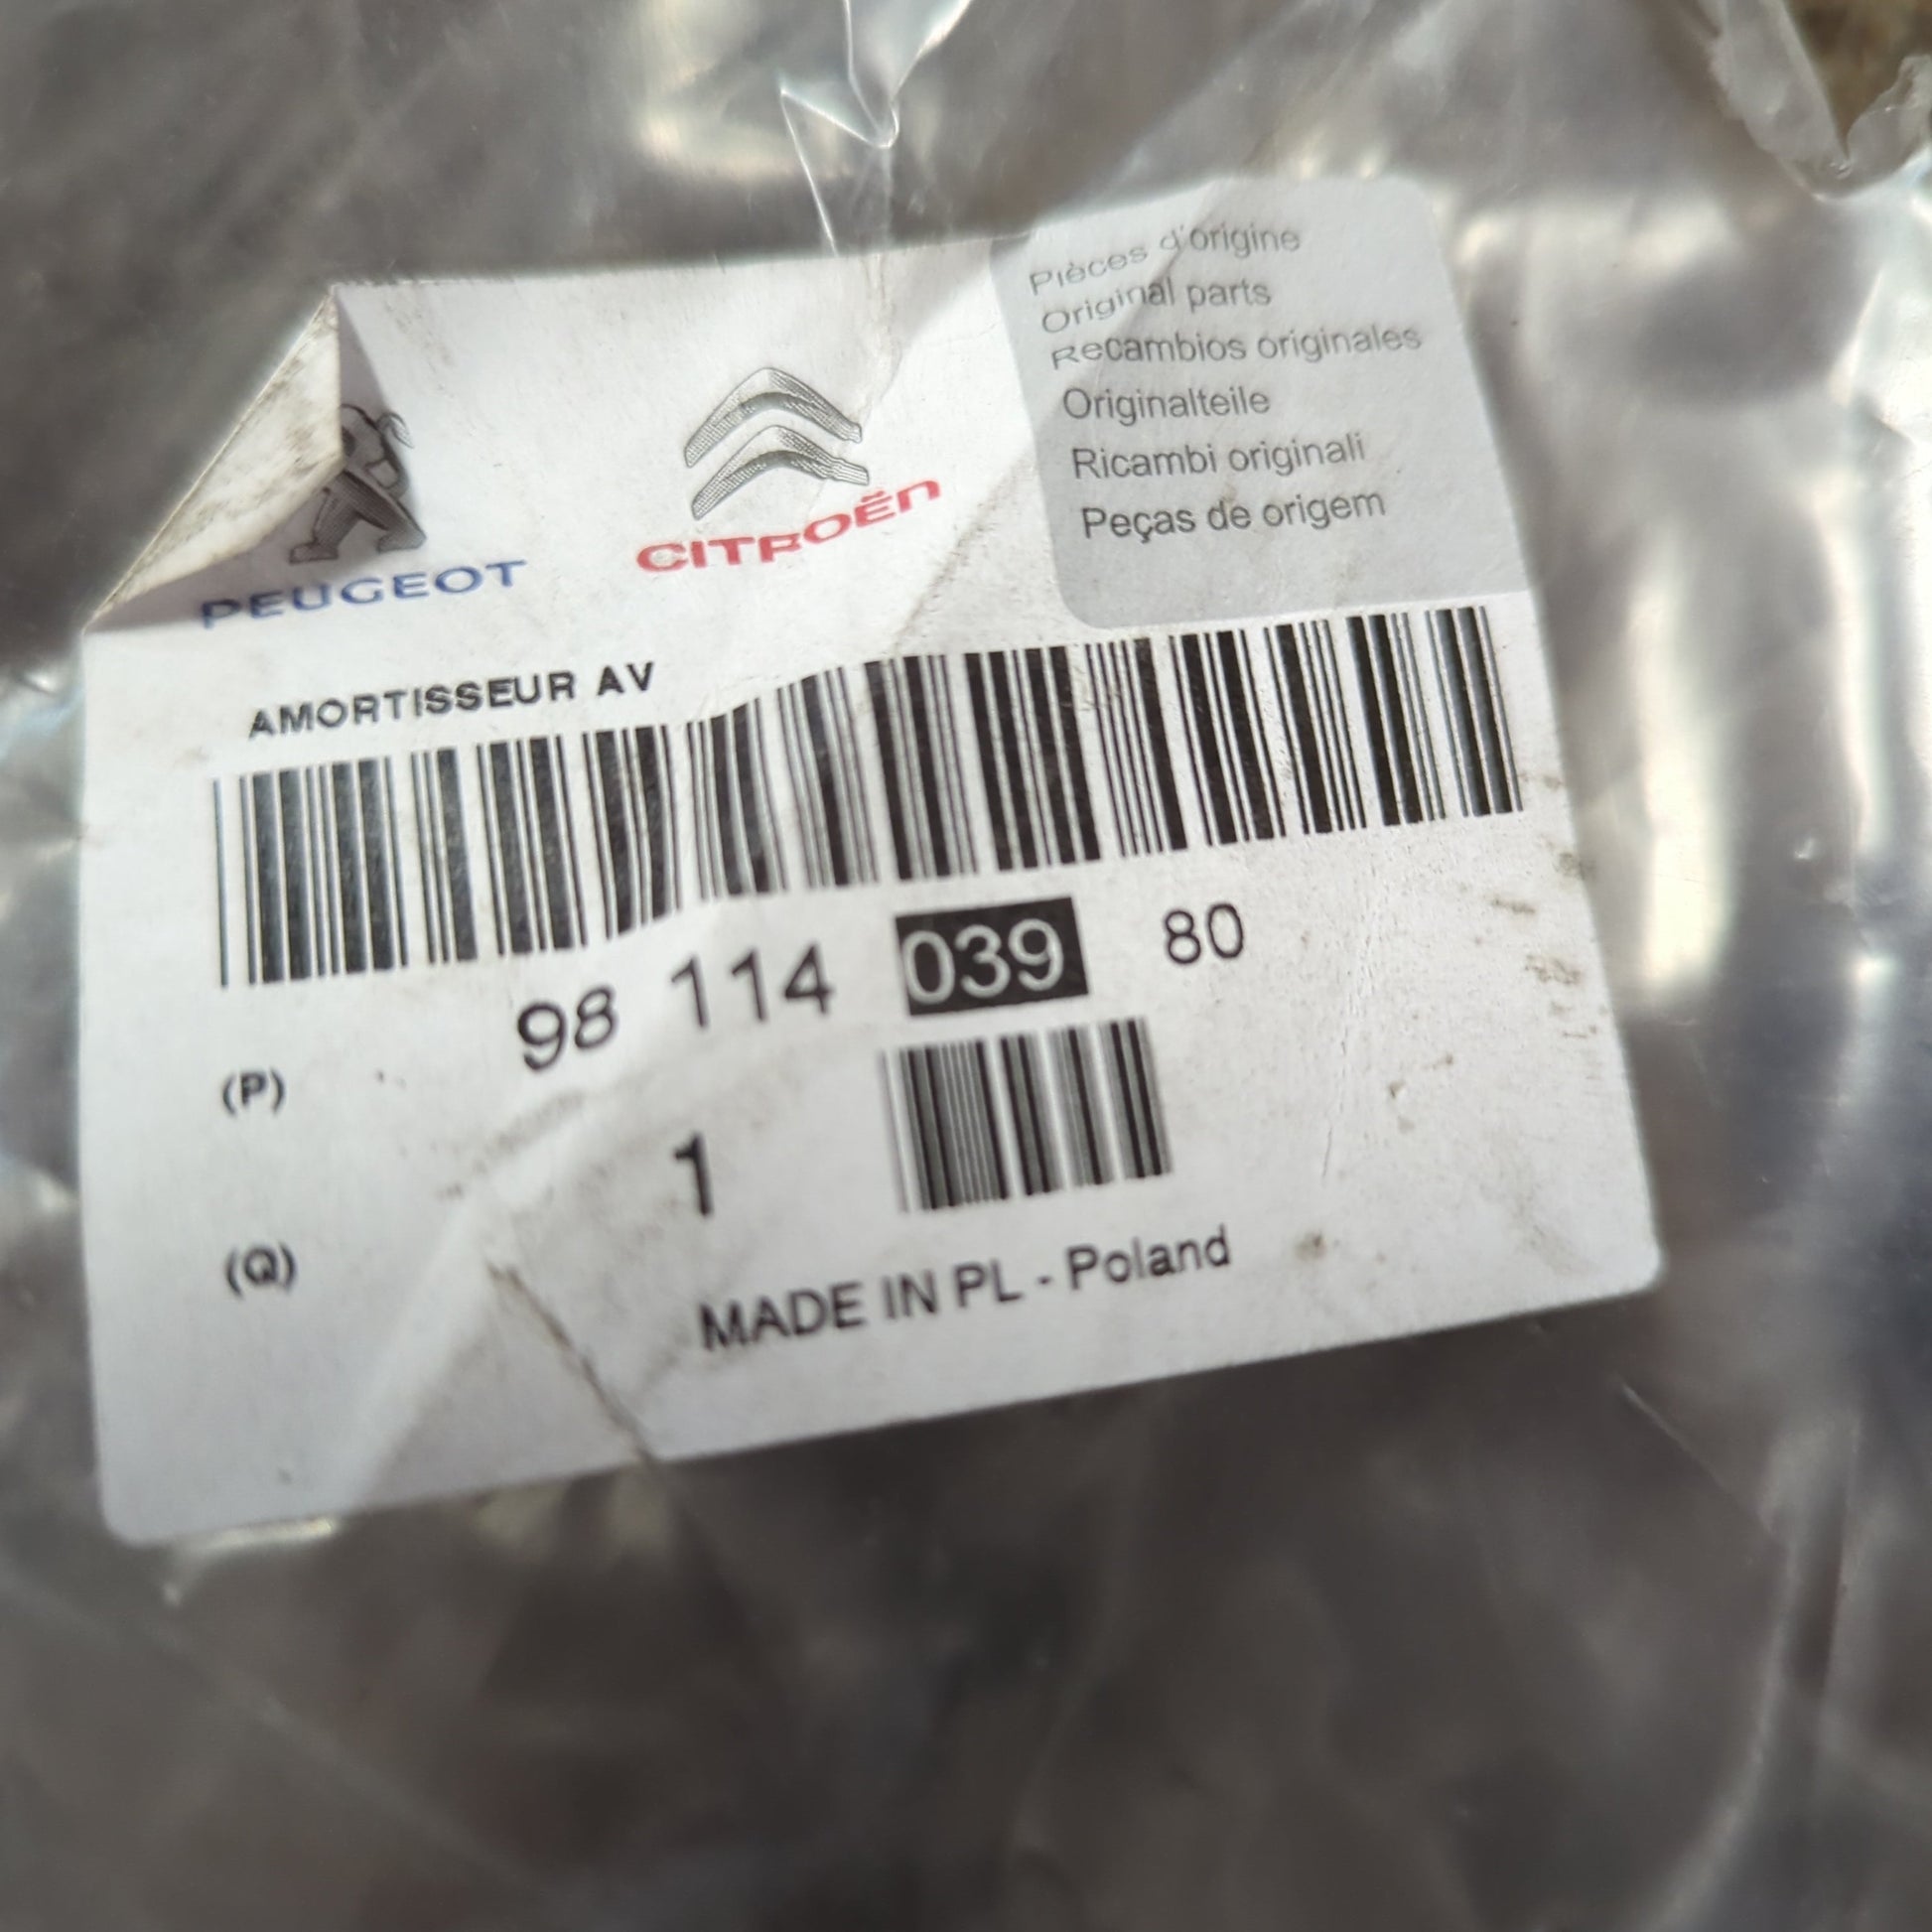 PEUGEOT
CITROËN
Pièces d'origine
Original parts
Recambios originales
Originalteile
Ricambi originali
Peças de origem
AMORTISSEUR AV
98 114 039 80
(P)
1
(Q)
MADE IN PL - Poland